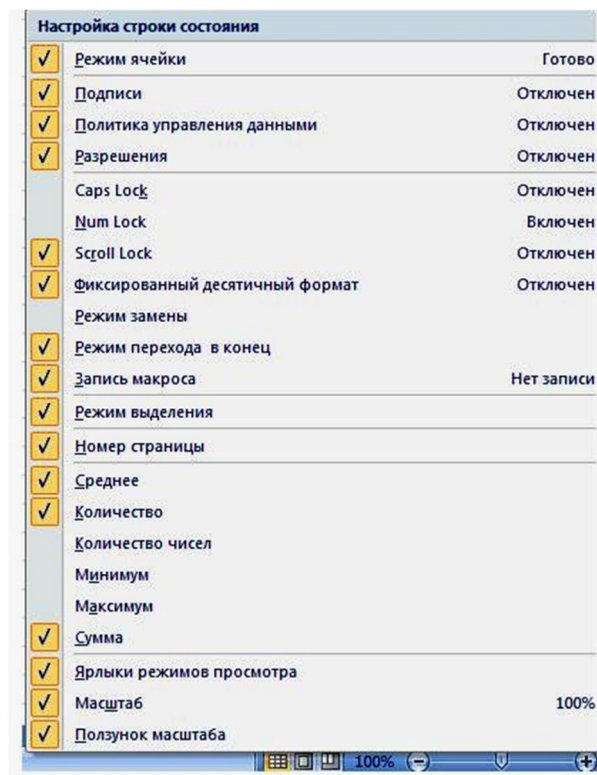 Настройка строки состояния
Режим ячейки Готово
Подписи Отключен
Политика управления данными Отключен
Разрешения Отключен
Caps Lock Отключен
Num Lock Включен
Scroll Lock Отключен
Фиксированный десятичный формат Отключен
Режим замены
Режим перехода в конец
Запись макроса Нет записи
Режим выделения
Номер страницы
Среднее
Количество
Количество чисел
Минимум
Максимум
Сумма
Ярлыки режимов просмотра
Масштаб 100%
Ползунок масштаба
100%